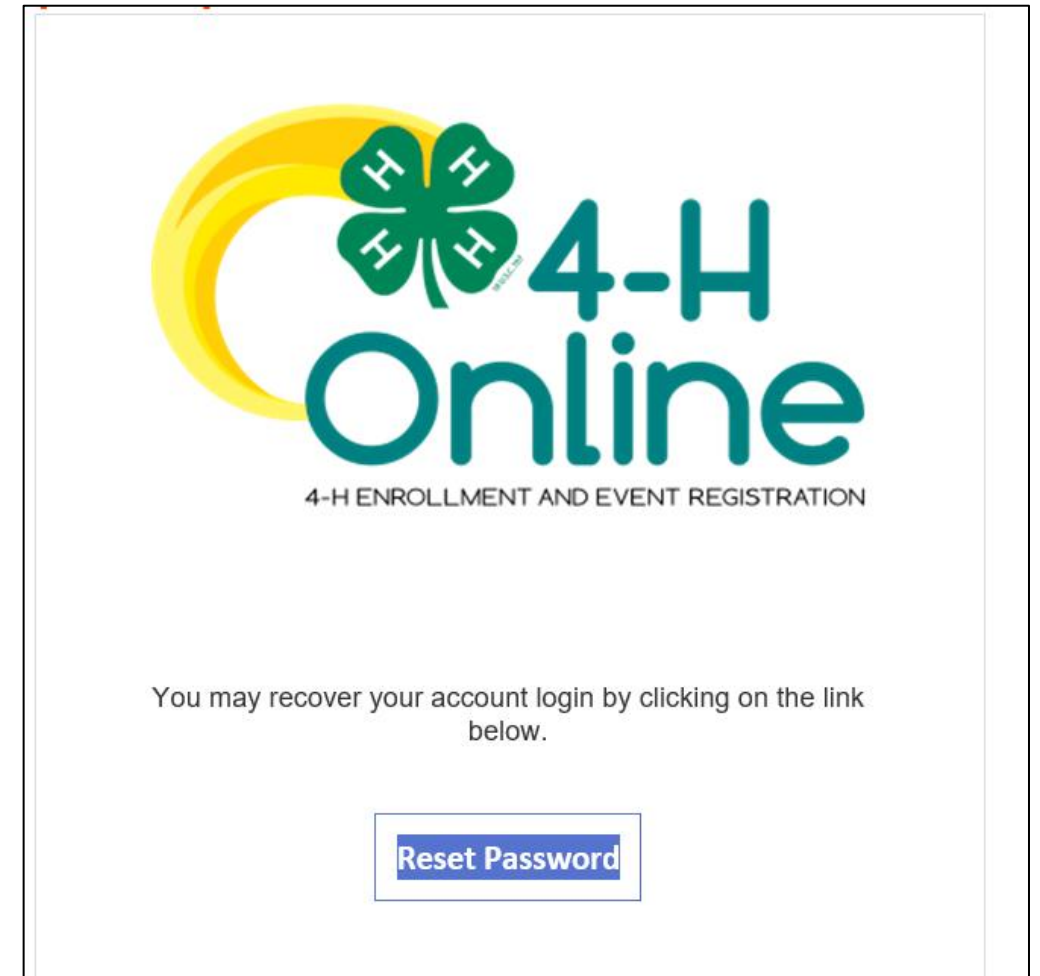 H H
H H
4-H
Online
4-H ENROLLMENT AND EVENT REGISTRATION
You may recover your account login by clicking on the link
below.
Reset Password